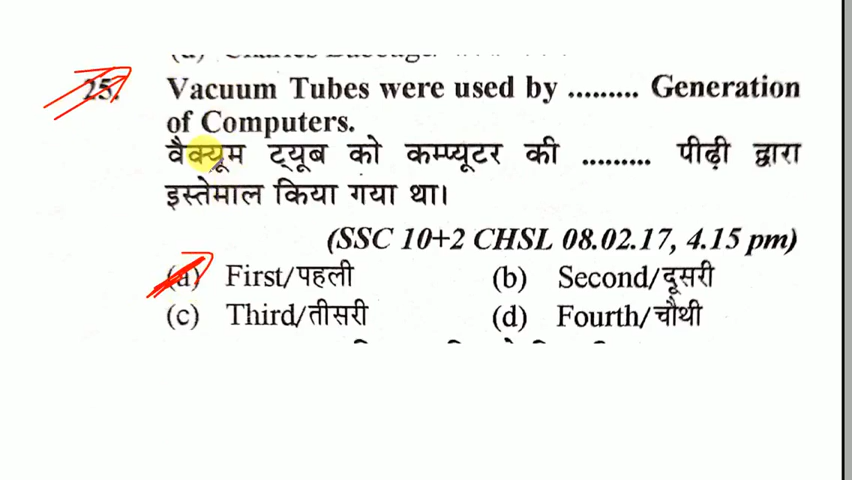 25. Vacuum Tubes were used by ......... Generation
of Computers.
वैक्यूम ट्यूब को कम्प्यूटर की ......... पीढ़ी द्वारा
इस्तेमाल किया गया था।
(SSC 10+2 CHSL 08.02.17, 4.15 pm)
(a) First/पहली (b) Second/दूसरी
(c) Third/तीसरी (d) Fourth/चौथी